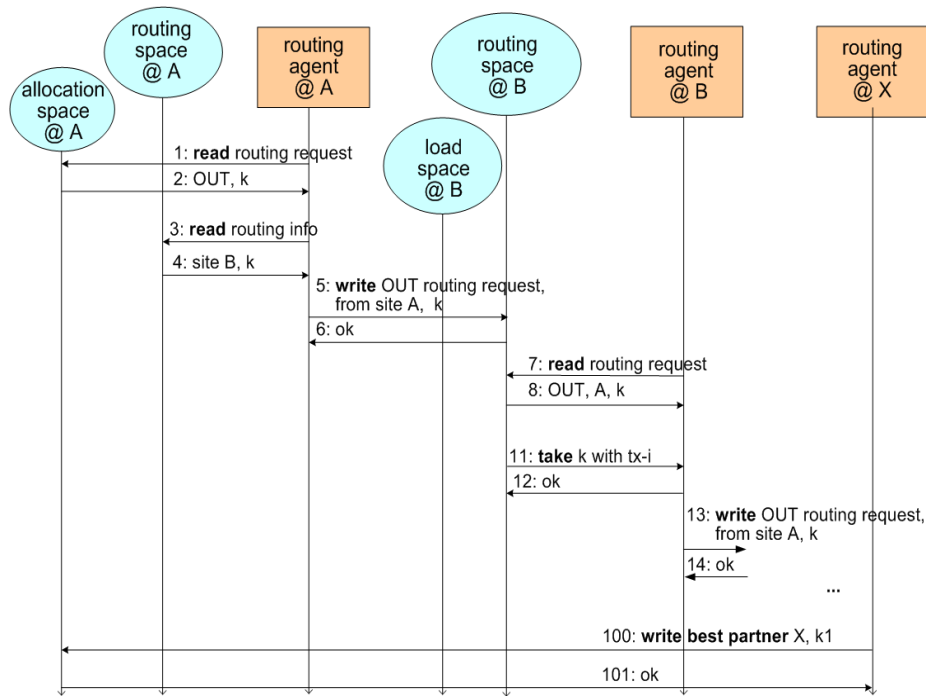 routing
space
@ A
routing
agent
@ A
routing
space
@ B
routing
agent
@ B
routing
agent
@ X
allocation
space
@ A
load
space
@ B
1: read routing request
2: OUT, k
3: read routing info
4: site B, k
5: write OUT routing request,
from site A, k
6: ok
7: read routing request
8: OUT, A, k
11: take k with tx-i
12: ok
13: write OUT routing request,
from site A, k
14: ok
...
100: write best partner X, k1
101: ok